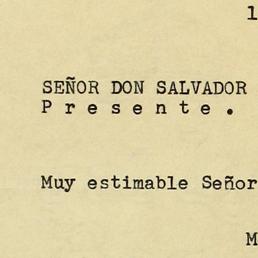 1
SEÑOR DON SALVADOR
P r e s e n t e .
Muy estimable Señor
M